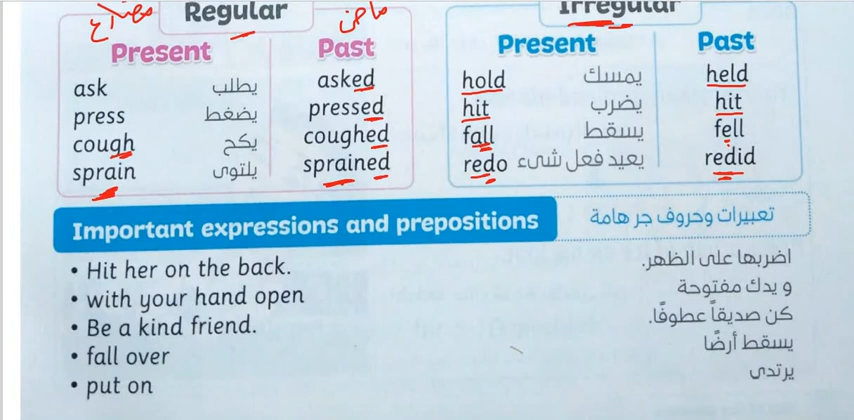 مضارع Regular ماضى Irregular
Present Past Present Past
ask يطلب asked hold يمسك held
press يضغط pressed hit يضرب hit
cough يكح coughed fall يسقط fell
sprain يلتوى sprained redo يعيد فعل شىء redid
Important expressions and prepositions تعبيرات وحروف جر هامة
• Hit her on the back. اضربها على الظهر.
• with your hand open و يدك مفتوحة
• Be a kind friend. كن صديقاً عطوفًا.
• fall over يسقط أرضًا
• put on يرتدى